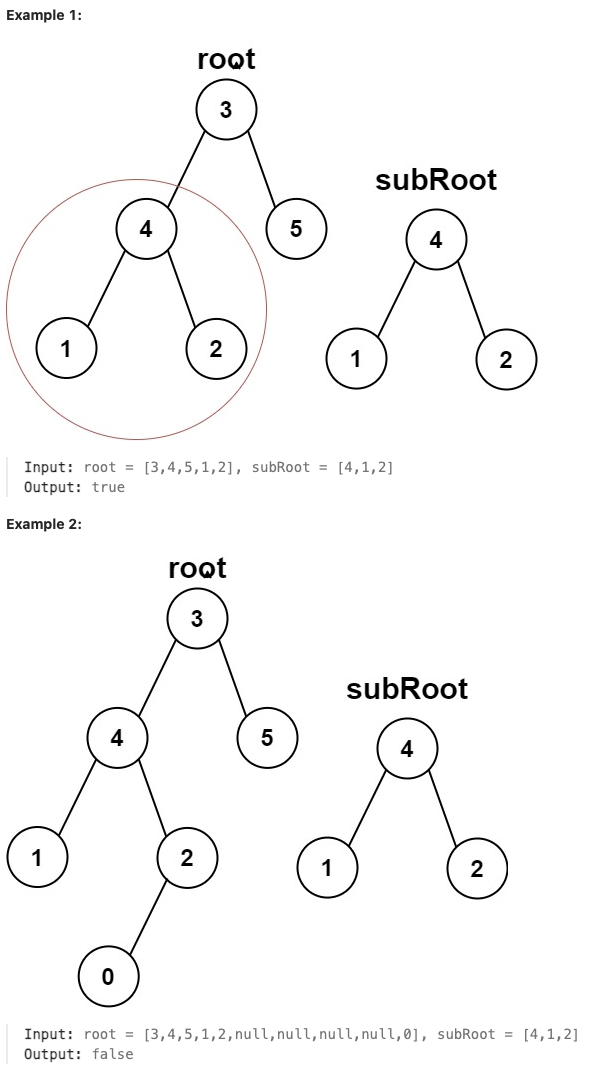 Example 1:
root
3
subRoot
4
5
4
1
2
1
2
Input: root = [3,4,5,1,2], subRoot = [4,1,2]
Output: true
Example 2:
root
3
subRoot
4
5
4
1
2
1
2
0
Input: root = [3,4,5,1,2,null,null,null,null,0], subRoot = [4,1,2]
Output: false